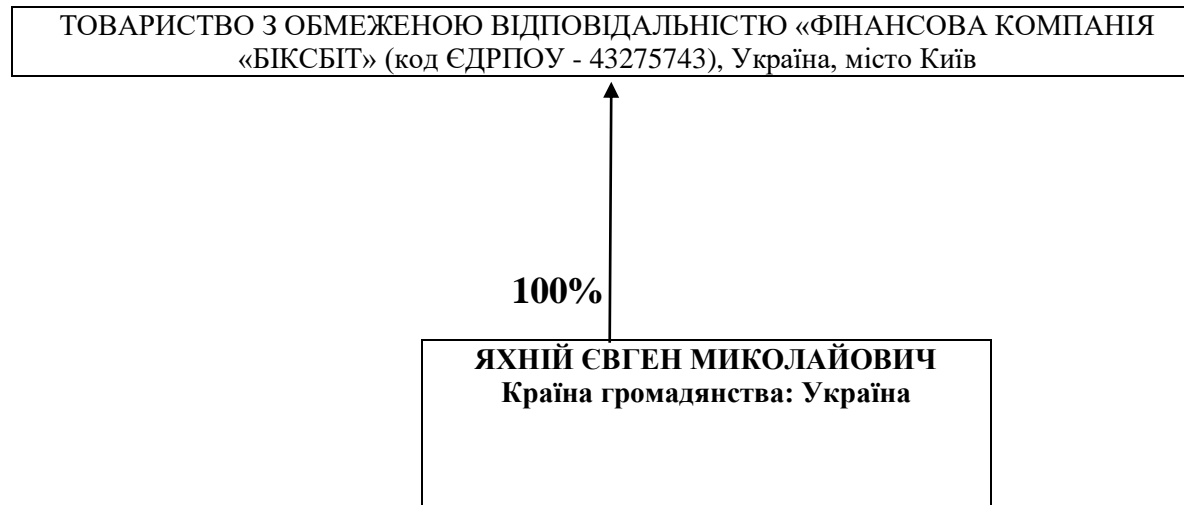 ТОВАРИСТВО З ОБМЕЖЕНОЮ ВІДПОВІДАЛЬНІСТЮ «ФІНАНСОВА КОМПАНІЯ
«БІКСБІТ» (код ЄДРПОУ - 43275743), Україна, місто Київ
100%
ЯХНІЙ ЄВГЕН МИКОЛАЙОВИЧ
Країна громадянства: Україна